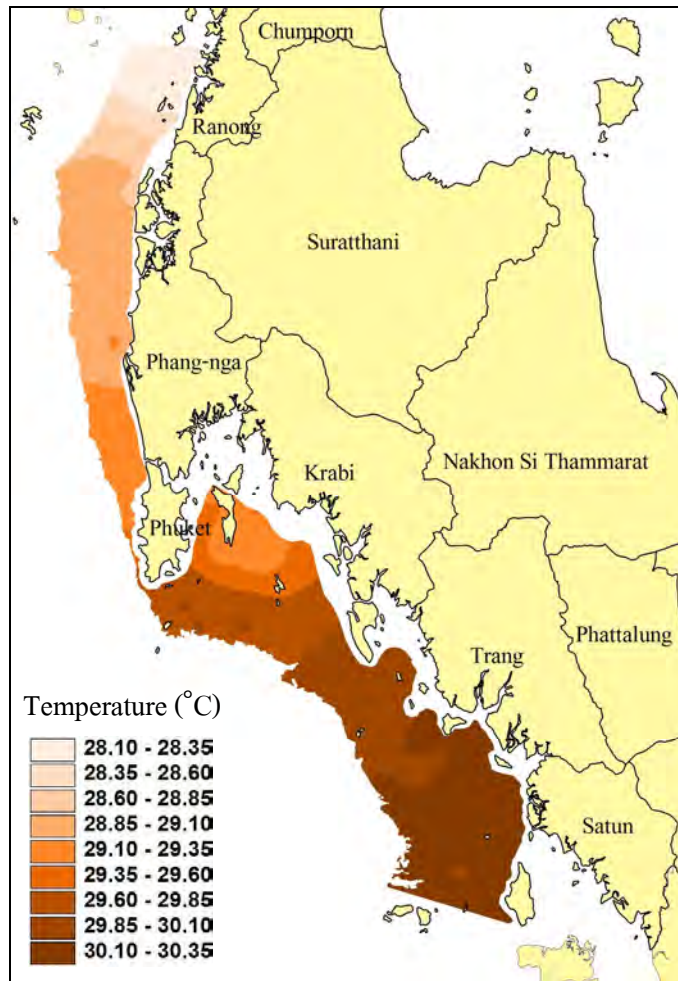 Chumporn
Ranong
Suratthani
Phang-nga
Krabi
Nakhon Si Thammarat
Phuket
Phattalung
Trang
Satun
Temperature (°C)
28.10 - 28.35
28.35 - 28.60
28.60 - 28.85
28.85 - 29.10
29.10 - 29.35
29.35 - 29.60
29.60 - 29.85
29.85 - 30.10
30.10 - 30.35